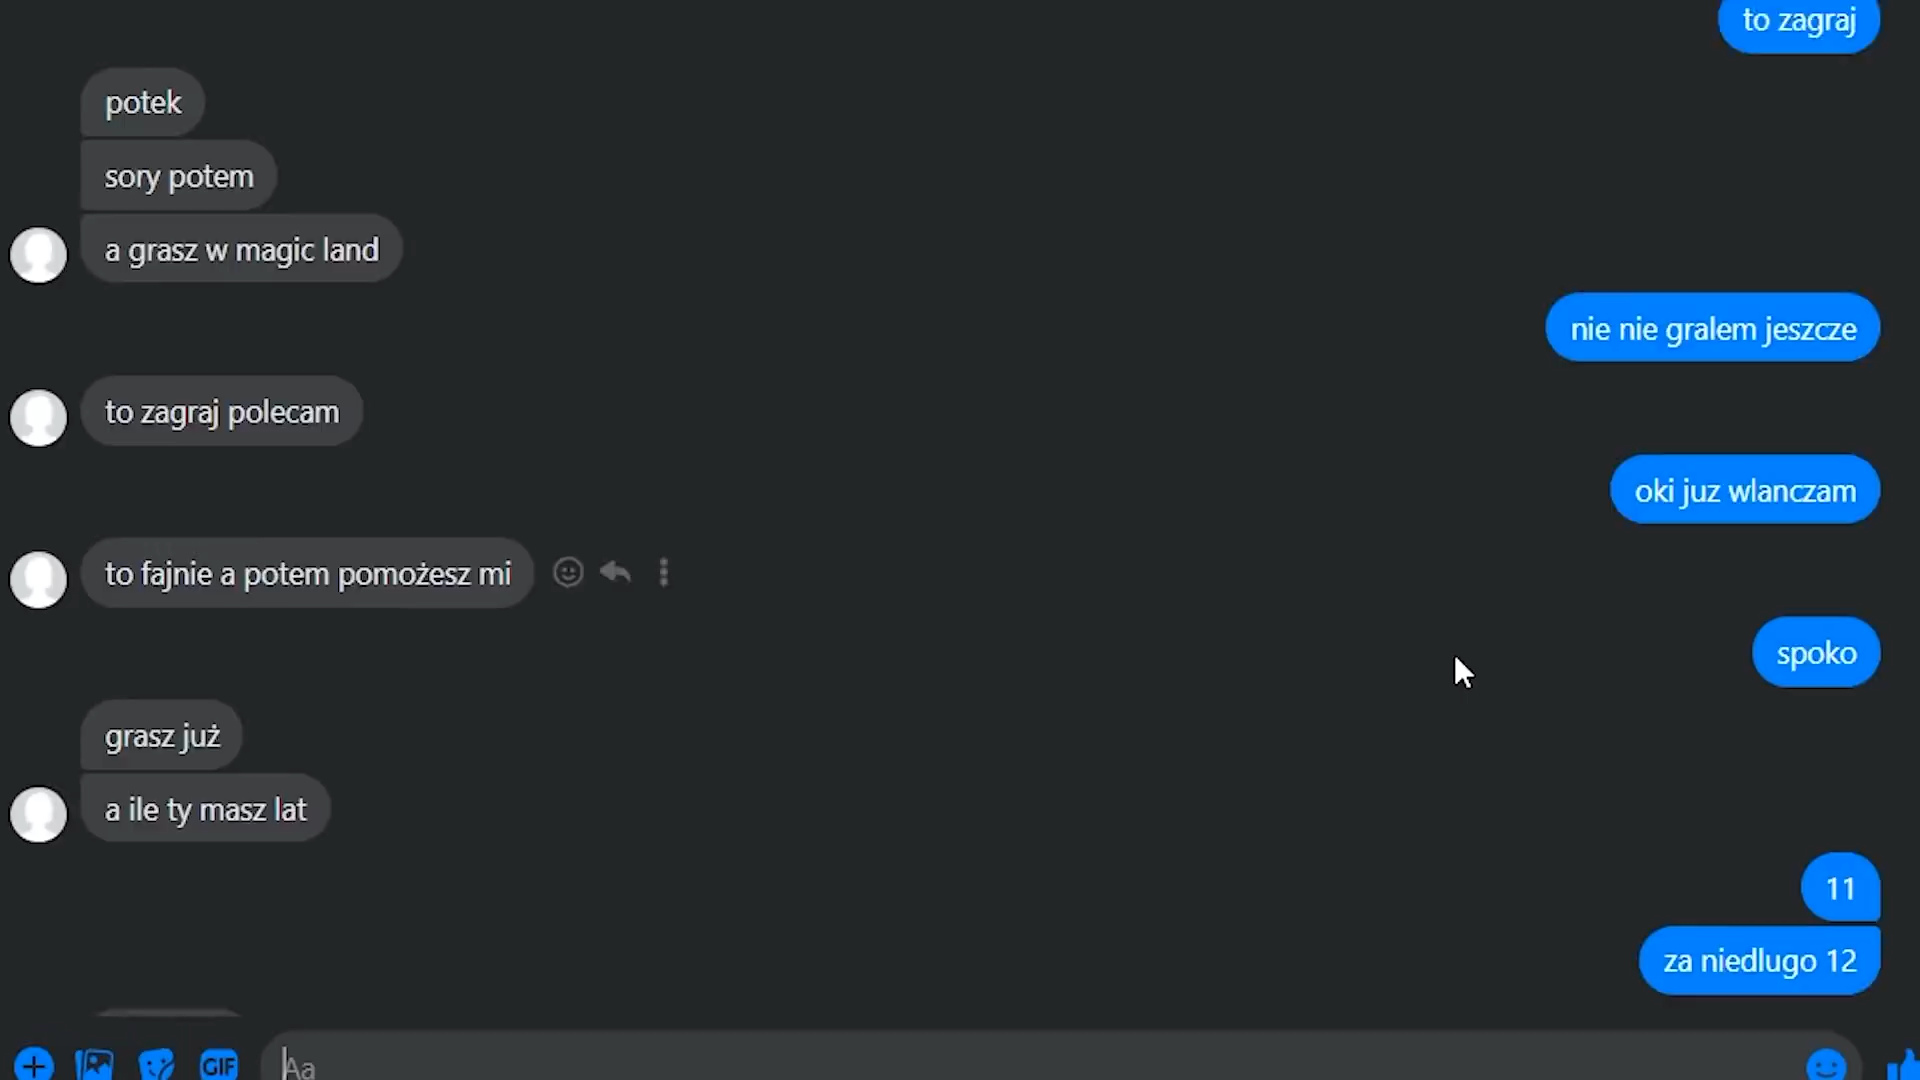 to zagraj
potek
sory potem
a grasz w magic land
nie nie gralem jeszcze
to zagraj polecam
oki juz wlanczam
to fajnie a potem pomożesz mi
spoko
grasz już
a ile ty masz lat
11
za niedlugo 12
GIF
Aa